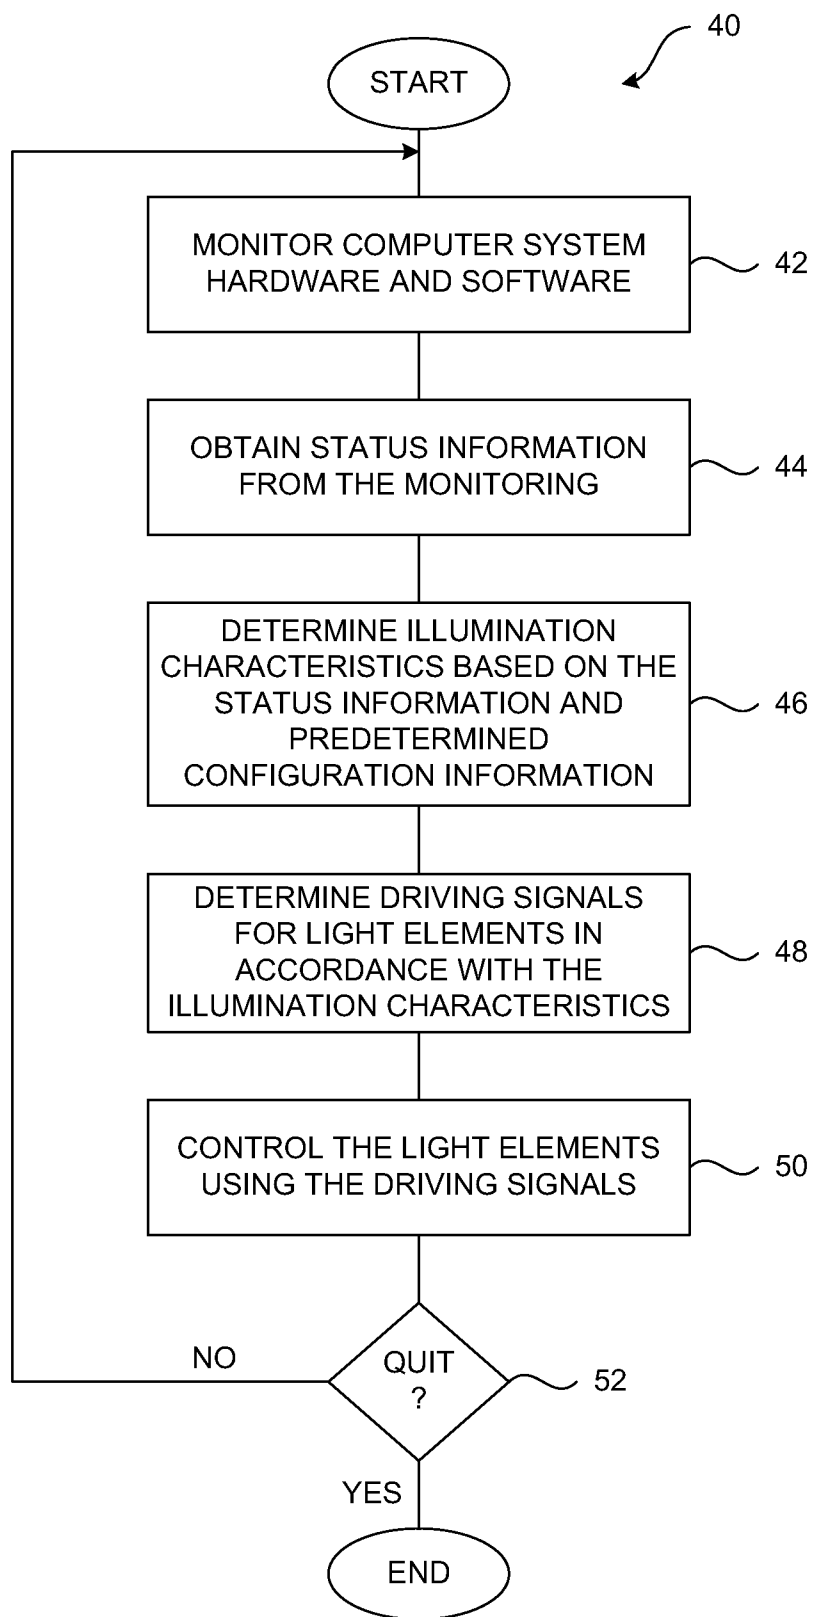 40
START
MONITOR COMPUTER SYSTEM
HARDWARE AND SOFTWARE
42
OBTAIN STATUS INFORMATION
FROM THE MONITORING
44
DETERMINE ILLUMINATION
CHARACTERISTICS BASED ON THE
STATUS INFORMATION AND
PREDETERMINED
CONFIGURATION INFORMATION
46
DETERMINE DRIVING SIGNALS
FOR LIGHT ELEMENTS IN
ACCORDANCE WITH THE
ILLUMINATION CHARACTERISTICS
48
CONTROL THE LIGHT ELEMENTS
USING THE DRIVING SIGNALS
50
NO
QUIT
?
52
YES
END